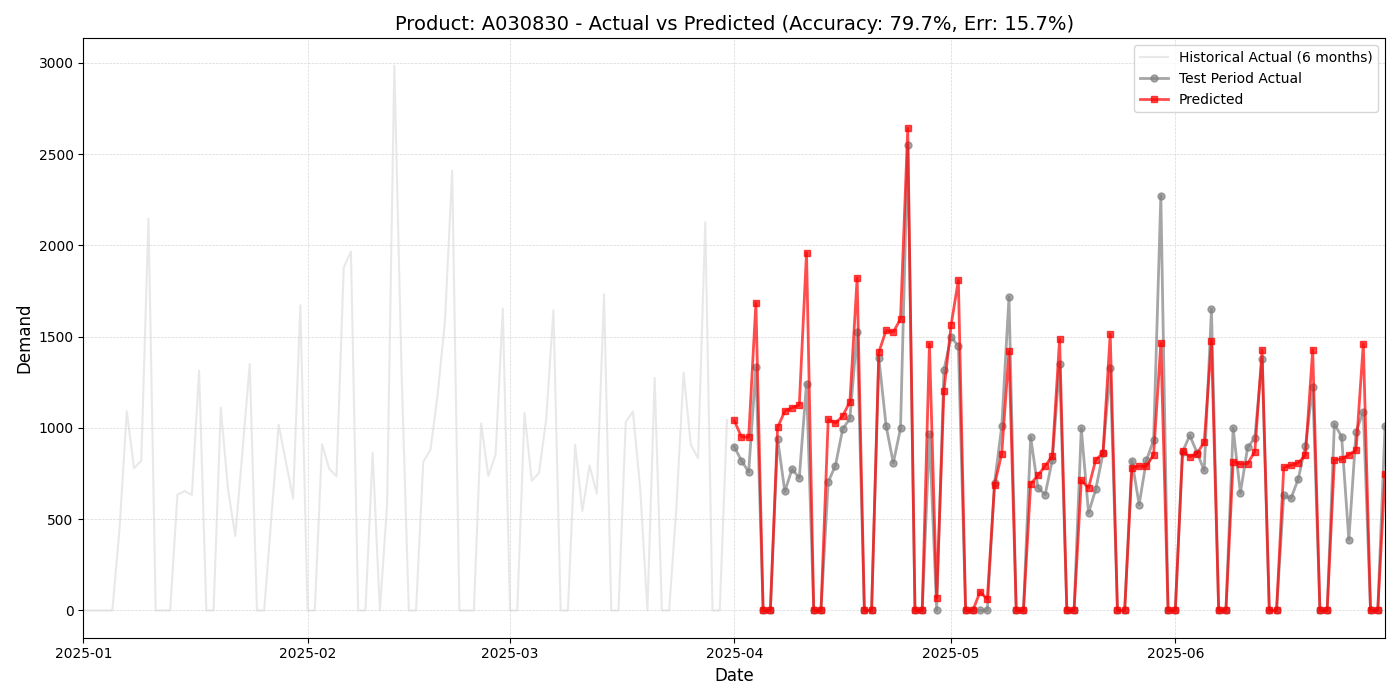 Product: A030830 - Actual vs Predicted (Accuracy: 79.7%, Err: 15.7%)
Historical Actual (6 months)
Test Period Actual
Predicted
Demand
3000
2500
2000
1500
1000
500
0
2025-01
2025-02
2025-03
2025-04
2025-05
2025-06
Date